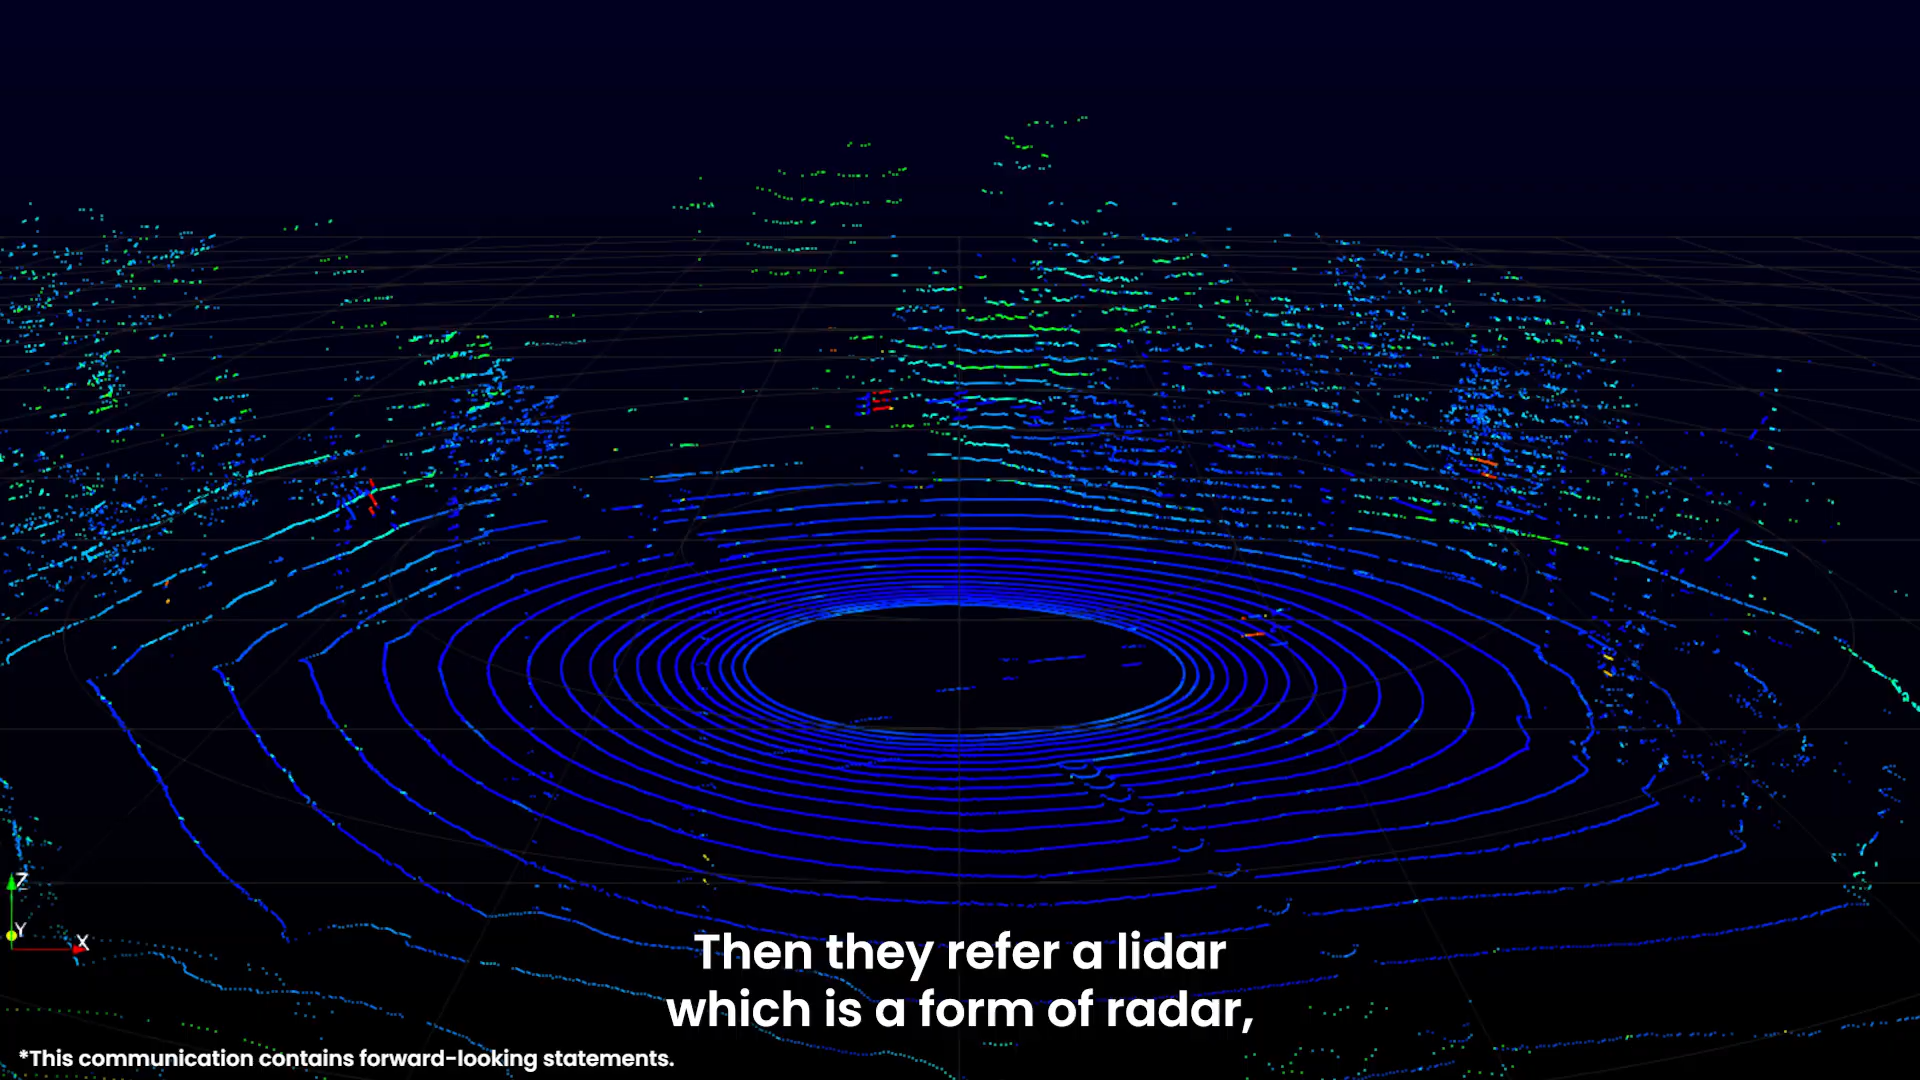 Z
Y
X
Then they refer a lidar
which is a form of radar,
*This communication contains forward-looking statements.